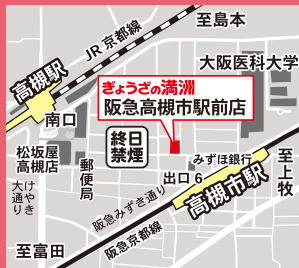 至島本
JR京都線
高槻駅
大阪医科大学
ぎょうざの満洲
阪急高槻市駅前店
南口
終日
禁煙
松坂屋
高槻店
郵便局
けやき
大通り
みずほ銀行
出口6
高槻市駅
至上牧
阪急みずき通り
阪急京都線
至富田